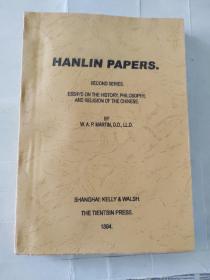 HANLIN PAPERS.
SECOND SERIES.
ESSAYS ON THE HISTORY, PHILOSOPHY,
AND RELIGION OF THE CHINESE.
BY
W. A. P. MARTIN, D.D., LL.D.
SHANGHAI: KELLY & WALSH.
THE TIENTSIN PRESS.
1894.